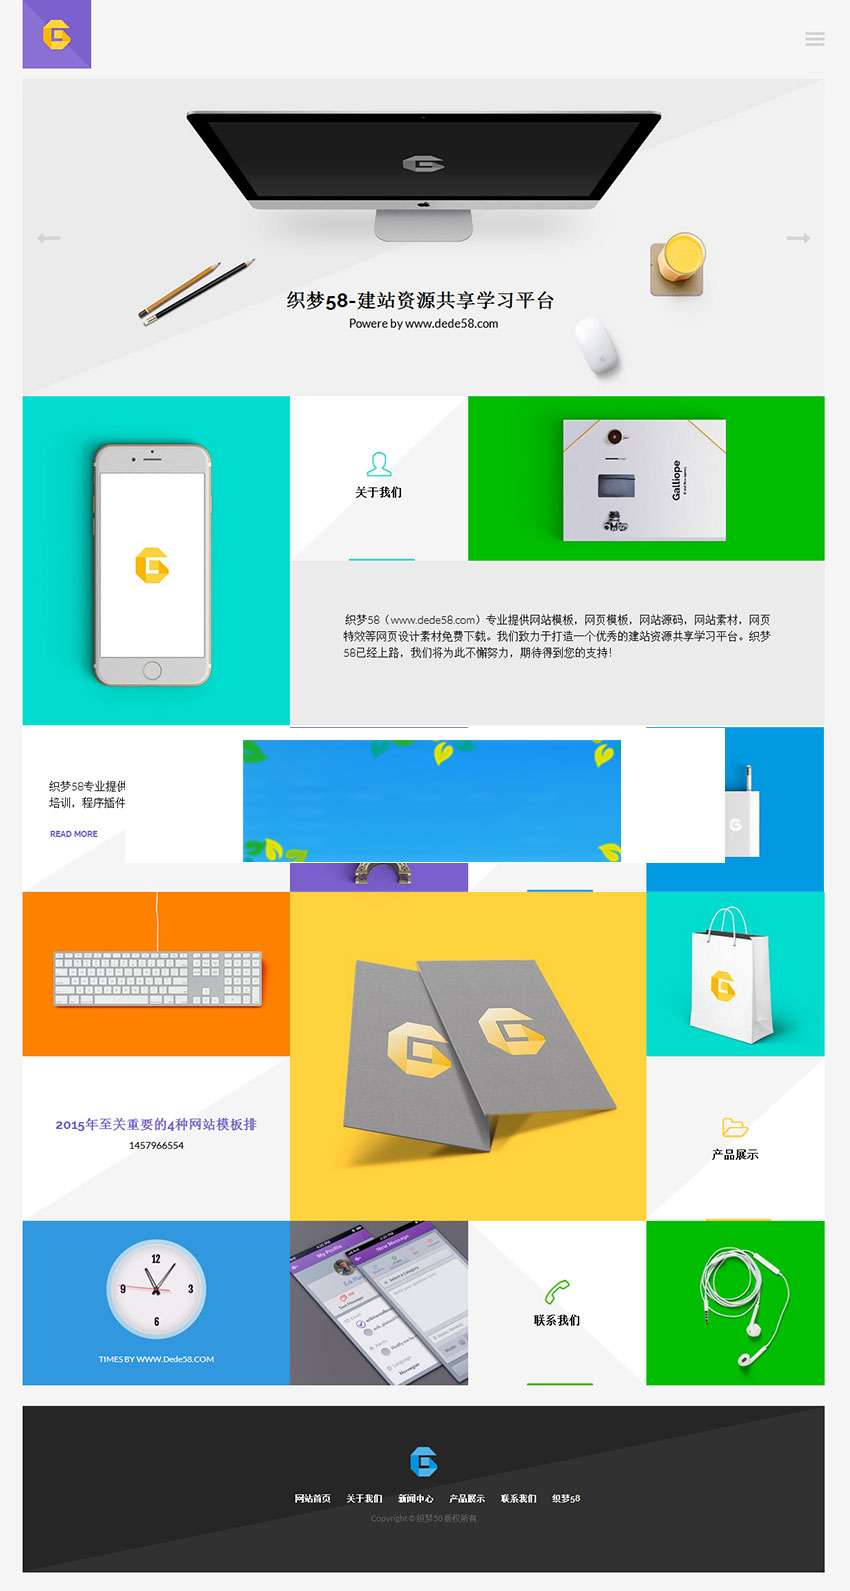 织梦58-建站资源共享学习平台
Powere by www.dede58.com
关于我们
Galliope
织梦58（www.dede58.com）专业提供网站模板，网页模板，网站源码，网站素材，网页
特效等网页设计素材免费下载。我们致力于打造一个优秀的建站资源共享学习平台。织梦
58已经上路，我们将为此不懈努力，期待得到您的支持！
织梦58专业提供
培训，程序插件
READ MORE
2015年至关重要的4种网站模板排
1457966554
产品展示
12
9
3
6
TIMES BY WWW.Dede58.COM
My Profile
New Message
Select a Category
Norwegian
联系我们
网站首页 关于我们 新闻中心 产品展示 联系我们 织梦58
Copyright © 织梦58 版权所有